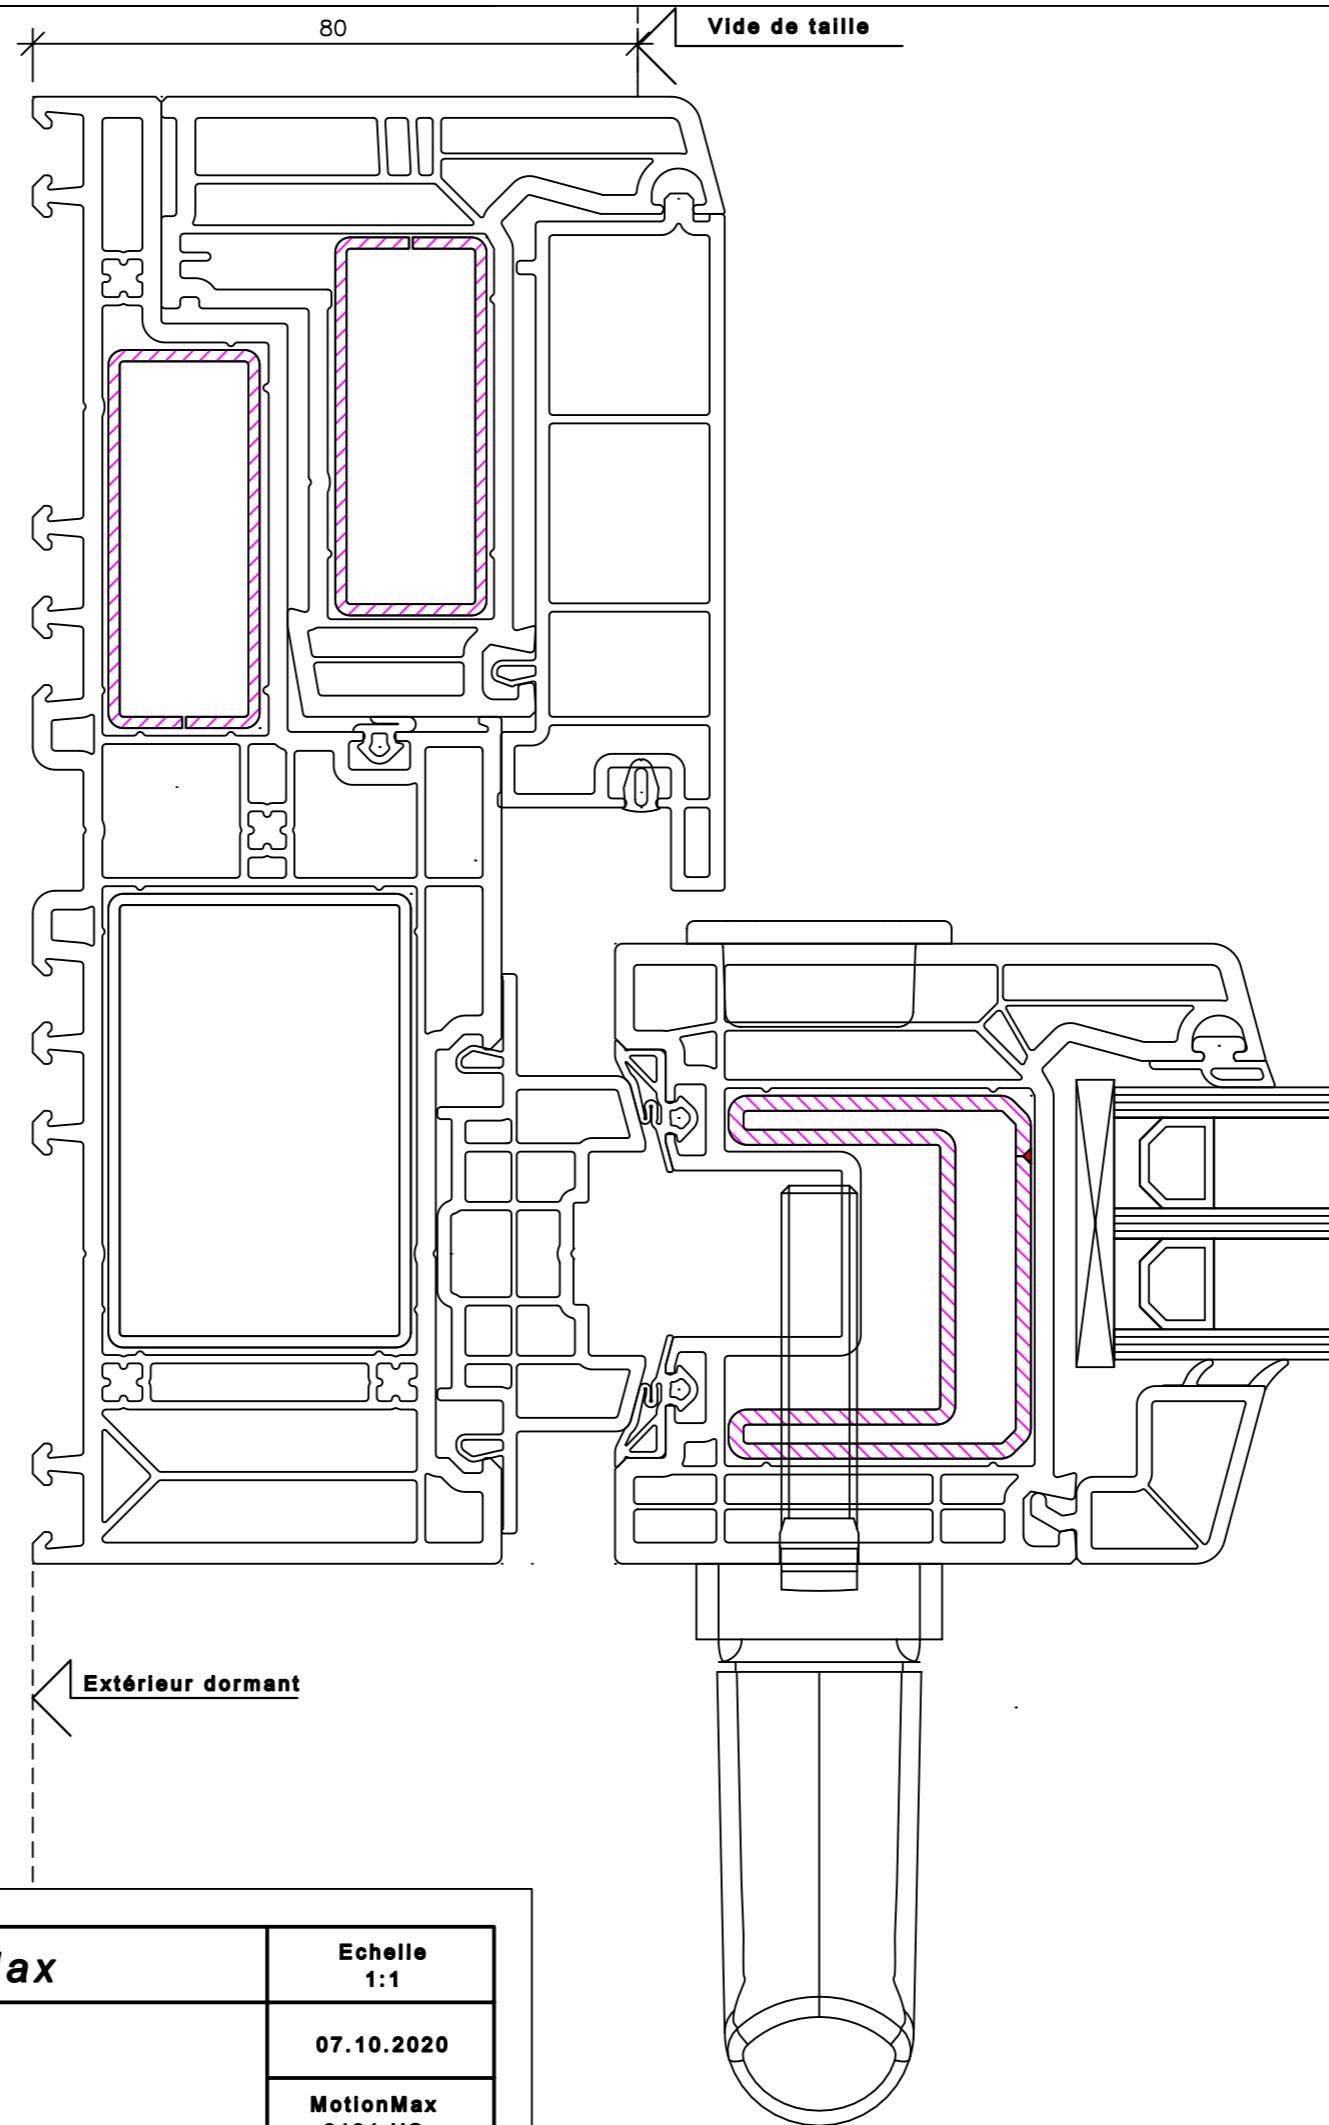 80
Vide de taille
Extérieur dormant
Echelle
1:1
07.10.2020
MotionMax